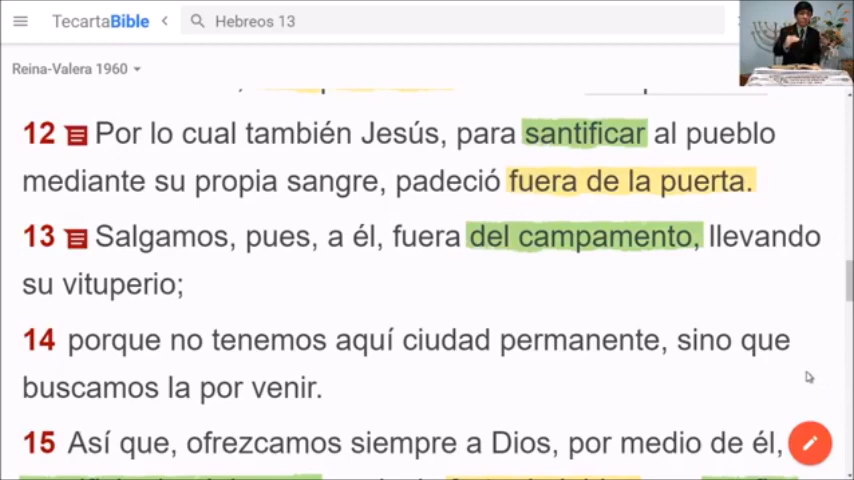 TecartaBible
Hebreos 13
Reina-Valera 1960
12 Por lo cual también Jesús, para santificar al pueblo
mediante su propia sangre, padeció fuera de la puerta.
13 Salgamos, pues, a él, fuera del campamento, llevando
su vituperio;
14 porque no tenemos aquí ciudad permanente, sino que
buscamos la por venir.
15 Así que, ofrezcamos siempre a Dios, por medio de él,